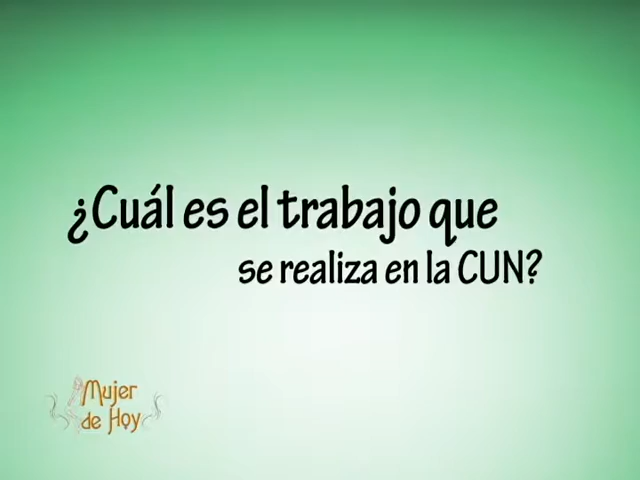 ¿Cuál es el trabajo que
se realiza en la CUN?
Mujer
de Hoy